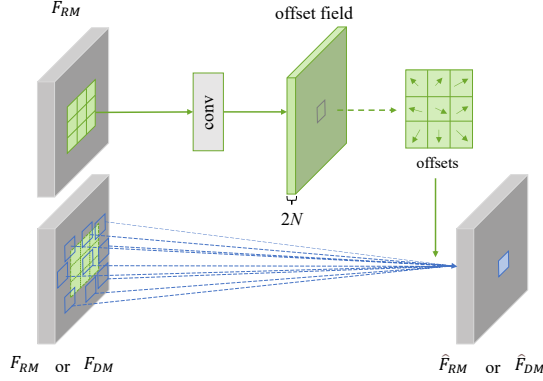 F_RM
offset field
conv
offsets
2N
F_RM or F_DM
F̂_RM or F̂_DM